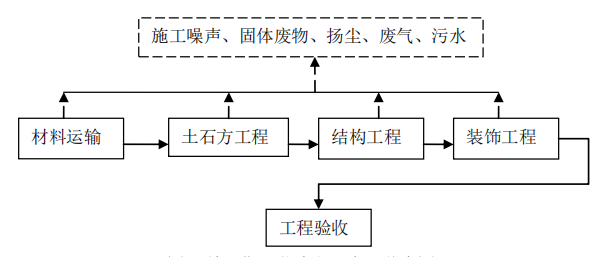 施工噪声、固体废物、扬尘、废气、污水
材料运输
土石方工程
结构工程
装饰工程
工程验收